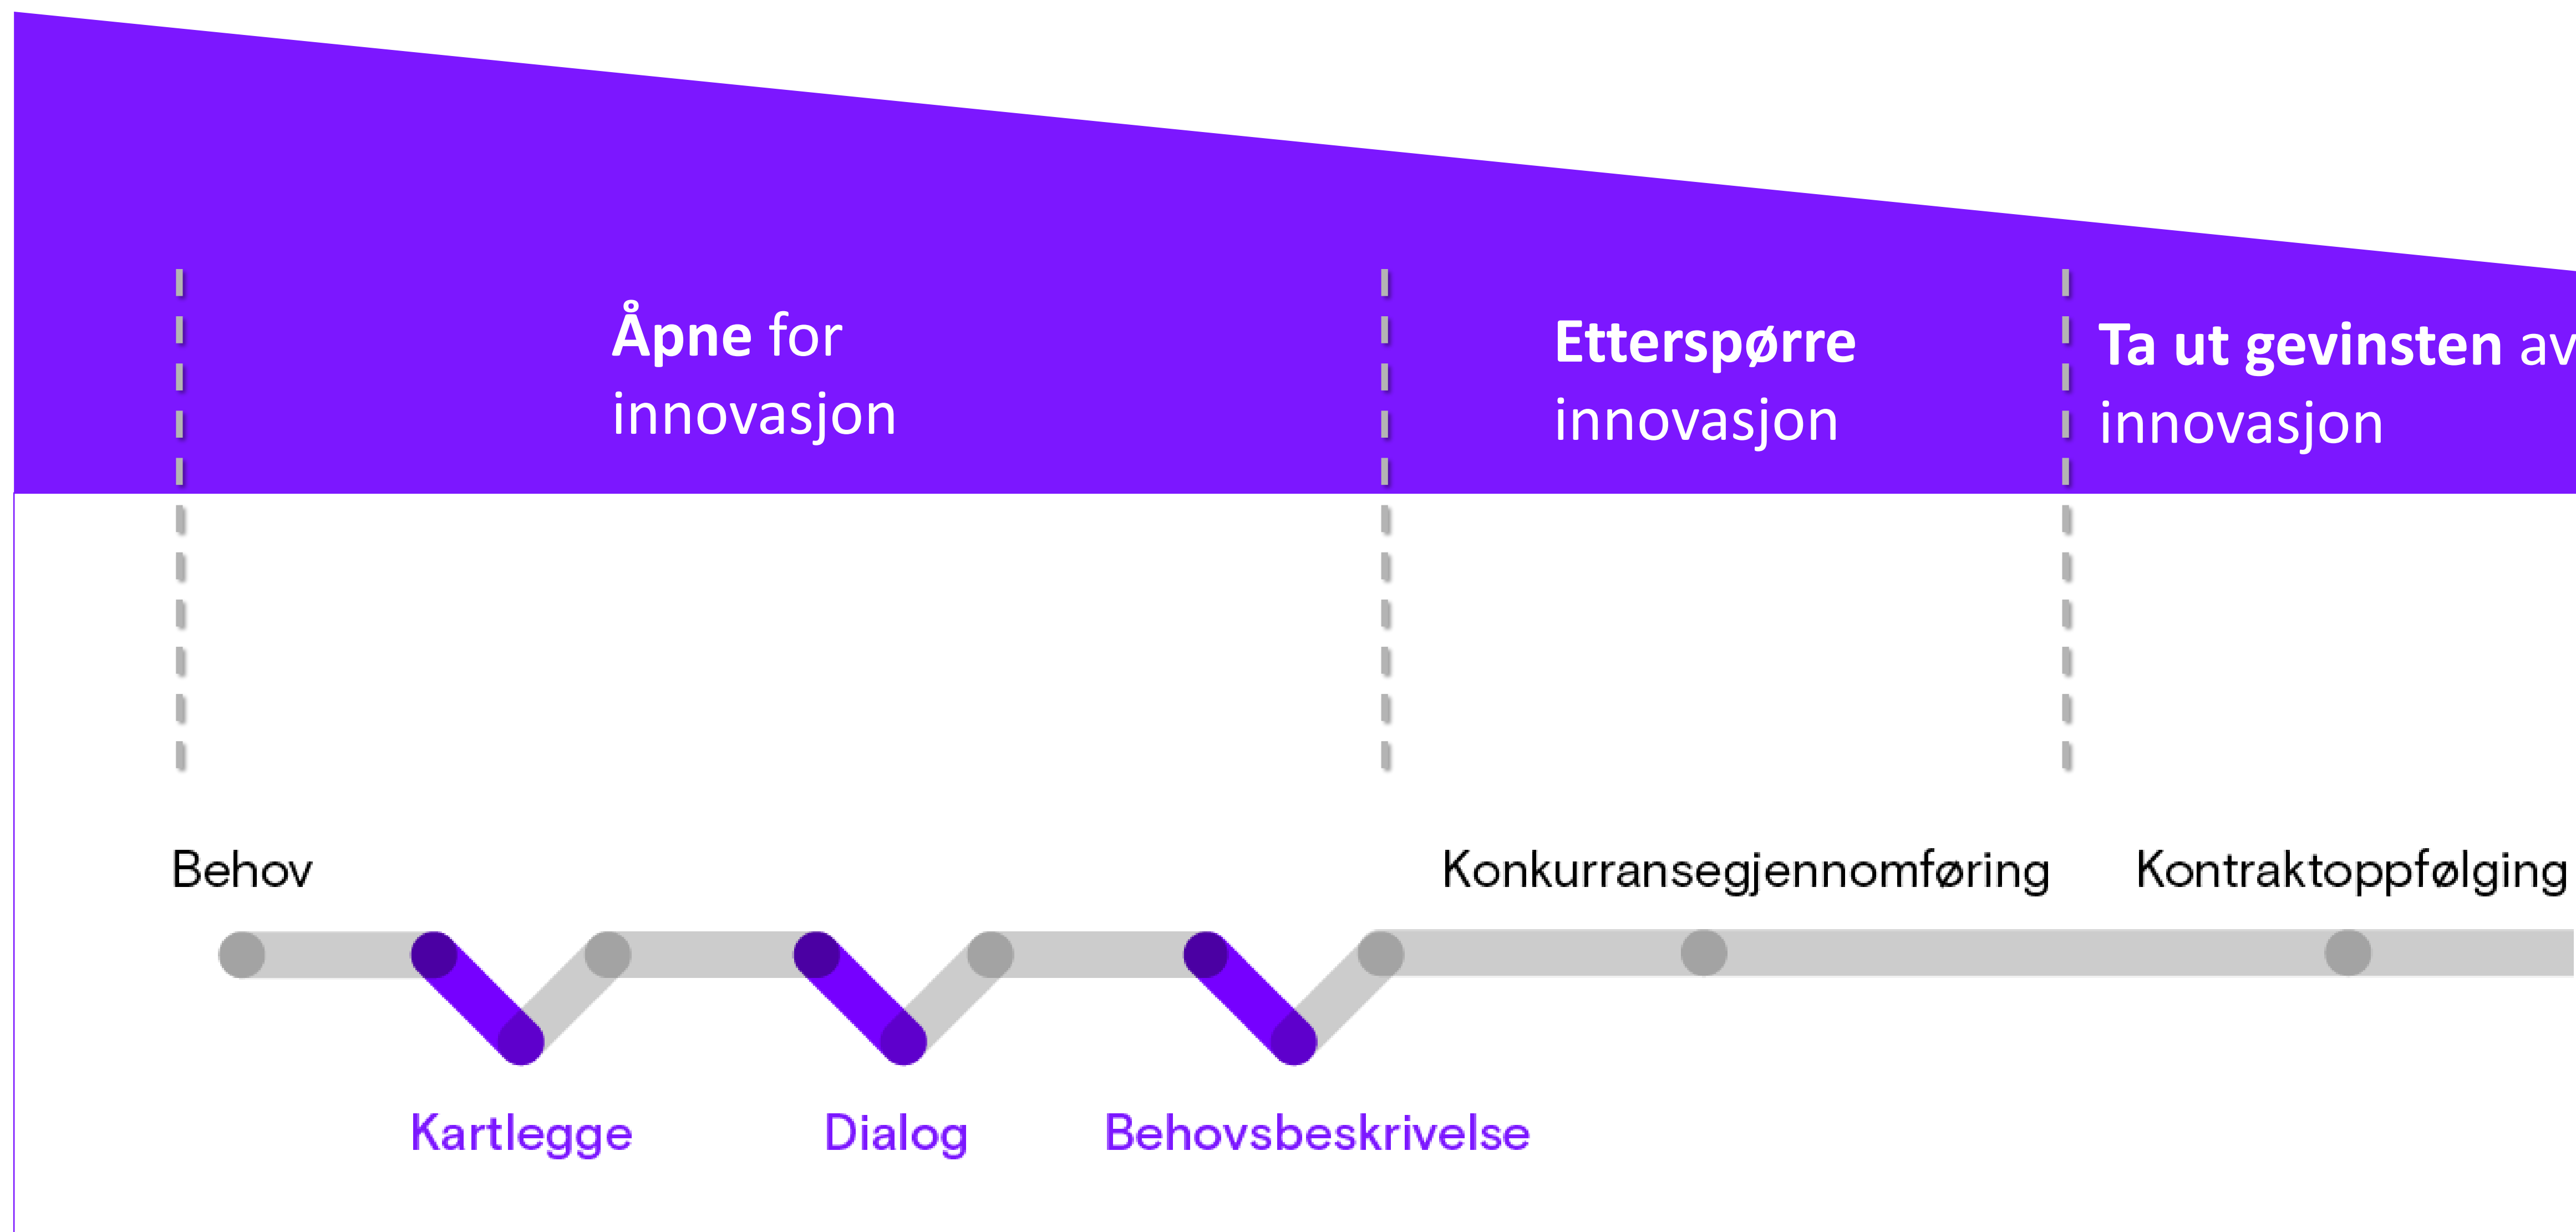 Åpne for
innovasjon
Etterspørre
innovasjon
Ta ut gevinsten av
innovasjon
Behov
Konkurransegjennomføring
Kontraktoppfølging
Kartlegge
Dialog
Behovsbeskrivelse